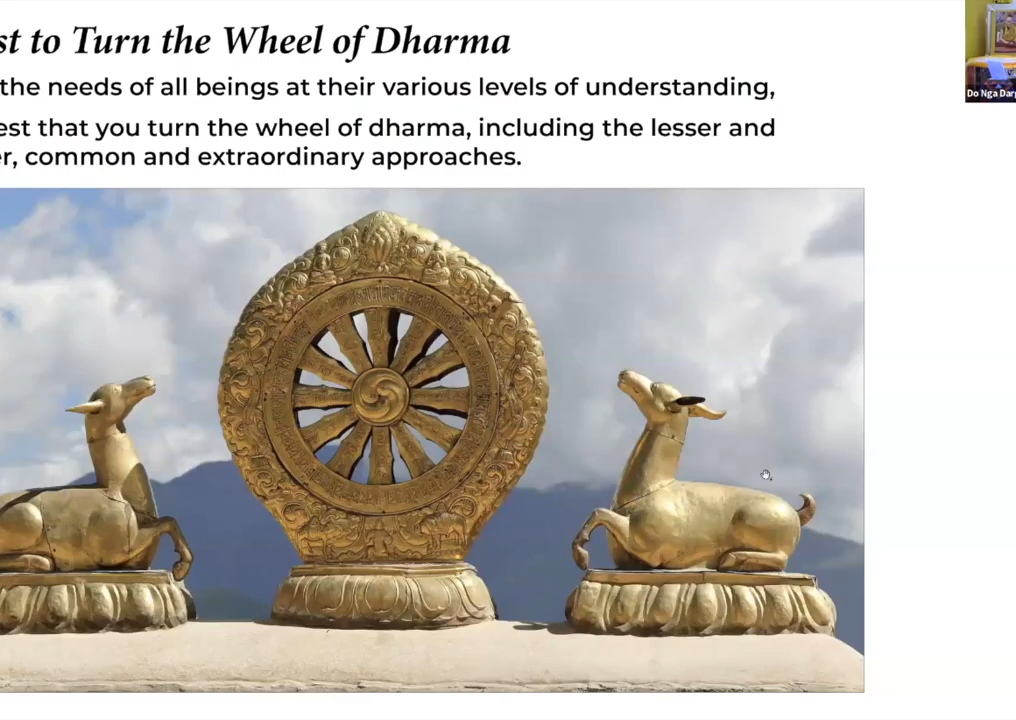 st to Turn the Wheel of Dharma
the needs of all beings at their various levels of understanding,
est that you turn the wheel of dharma, including the lesser and
r, common and extraordinary approaches.
Do Nga Darg